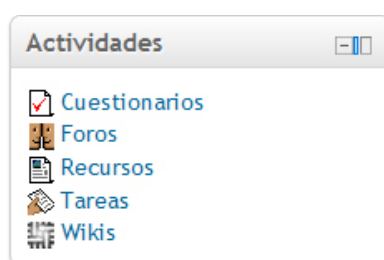 Actividades
Cuestionarios
Foros
Recursos
Tareas
Wikis